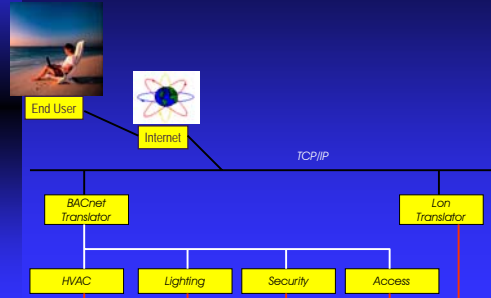 End User
Internet
TCP/IP
BACnet
Translator
Lon
Translator
HVAC
Lighting
Security
Access